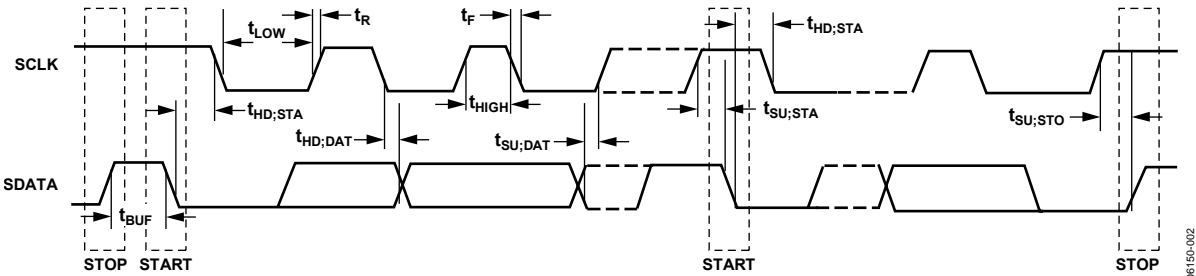 tR
tF
tHD;STA
tLOW
SCLK
tHD;STA
tHIGH
tSU;STA
tSU;STO
tHD;DAT
tSU;DAT
SDATA
tBUF
STOP
START
START
STOP
06150-002